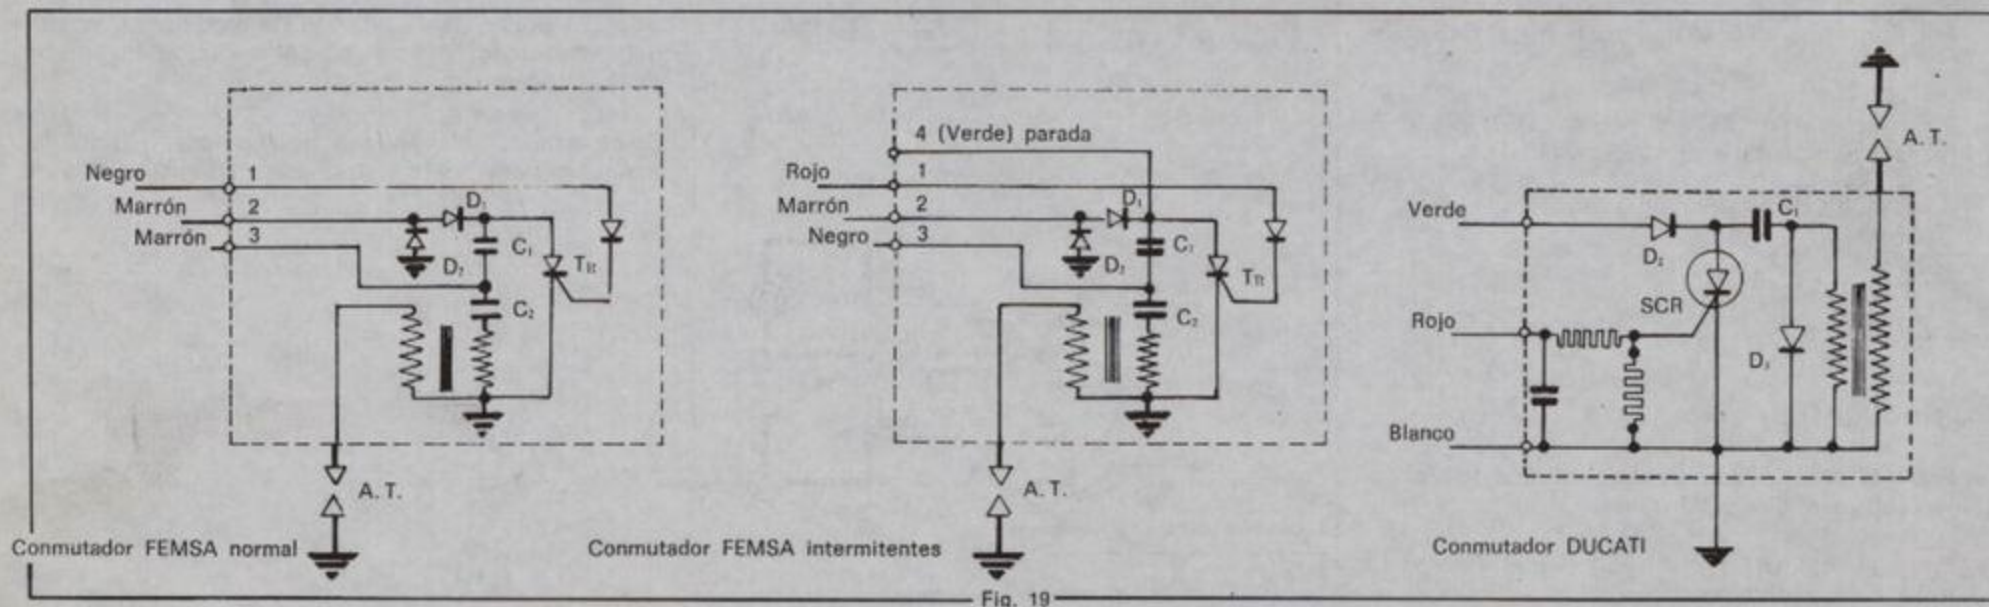 Negro 1
Marrón 2
Marrón 3
D₁
C₁
D₂
TR
C₂
A. T.
Conmutador FEMSA normal
4 (Verde) parada
Rojo 1
Marrón 2
Negro 3
D₁
C₁
D₂
TR
C₂
A. T.
Conmutador FEMSA intermitentes
A. T.
Verde
C₁
D₂
SCR
Rojo
D₃
Blanco
Conmutador DUCATI
Fig. 19